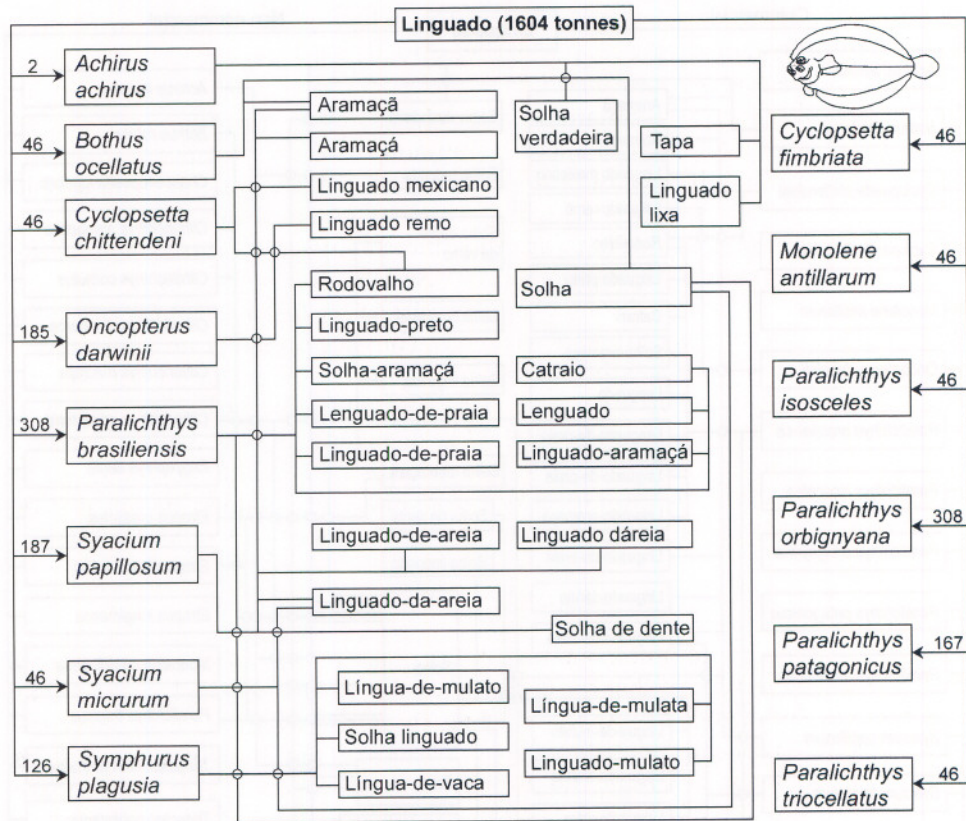 Linguado (1604 tonnes)
2
Achirus
achirus
46
Bothus
ocellatus
46
Cyclopsetta
chittendeni
185
Oncopterus
darwinii
308
Paralichthys
brasiliensis
187
Syacium
papillosum
46
Syacium
micrurum
126
Symphurus
plagusia
Aramaçã
Aramaçá
Linguado mexicano
Linguado remo
Rodovalho
Linguado-preto
Solha-aramaçá
Lenguado-de-praia
Linguado-de-praia
Linguado-de-areia
Linguado-da-areia
Língua-de-mulato
Solha linguado
Língua-de-vaca
Solha
verdadeira
Tapa
Linguado
lixa
Solha
Catraio
Lenguado
Linguado-aramaçá
Linguado dáreia
Solha de dente
Língua-de-mulata
Linguado-mulato
Cyclopsetta
fimbriata
46
Monolene
antillarum
46
Paralichthys
isosceles
46
Paralichthys
orbignyana
308
Paralichthys
patagonicus
167
Paralichthys
triocellatus
46